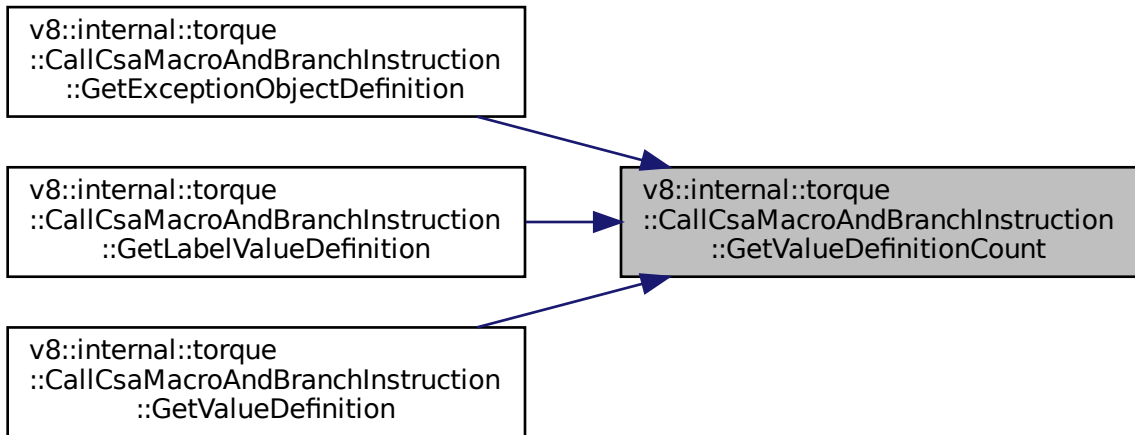 v8::internal::torque
::CallCsaMacroAndBranchInstruction
::GetExceptionObjectDefinition
v8::internal::torque
::CallCsaMacroAndBranchInstruction
::GetLabelValueDefinition
v8::internal::torque
::CallCsaMacroAndBranchInstruction
::GetValueDefinition
v8::internal::torque
::CallCsaMacroAndBranchInstruction
::GetValueDefinitionCount